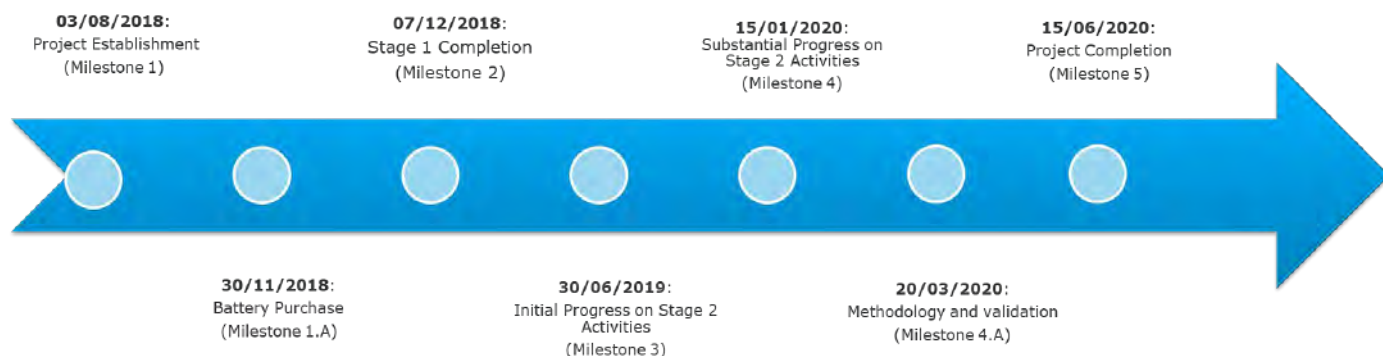 03/08/2018:
Project Establishment
(Milestone 1)
07/12/2018:
Stage 1 Completion
(Milestone 2)
15/01/2020:
Substantial Progress on
Stage 2 Activities
(Milestone 4)
15/06/2020:
Project Completion
(Milestone 5)
30/11/2018:
Battery Purchase
(Milestone 1.A)
30/06/2019:
Initial Progress on Stage 2
Activities
(Milestone 3)
20/03/2020:
Methodology and validation
(Milestone 4.A)